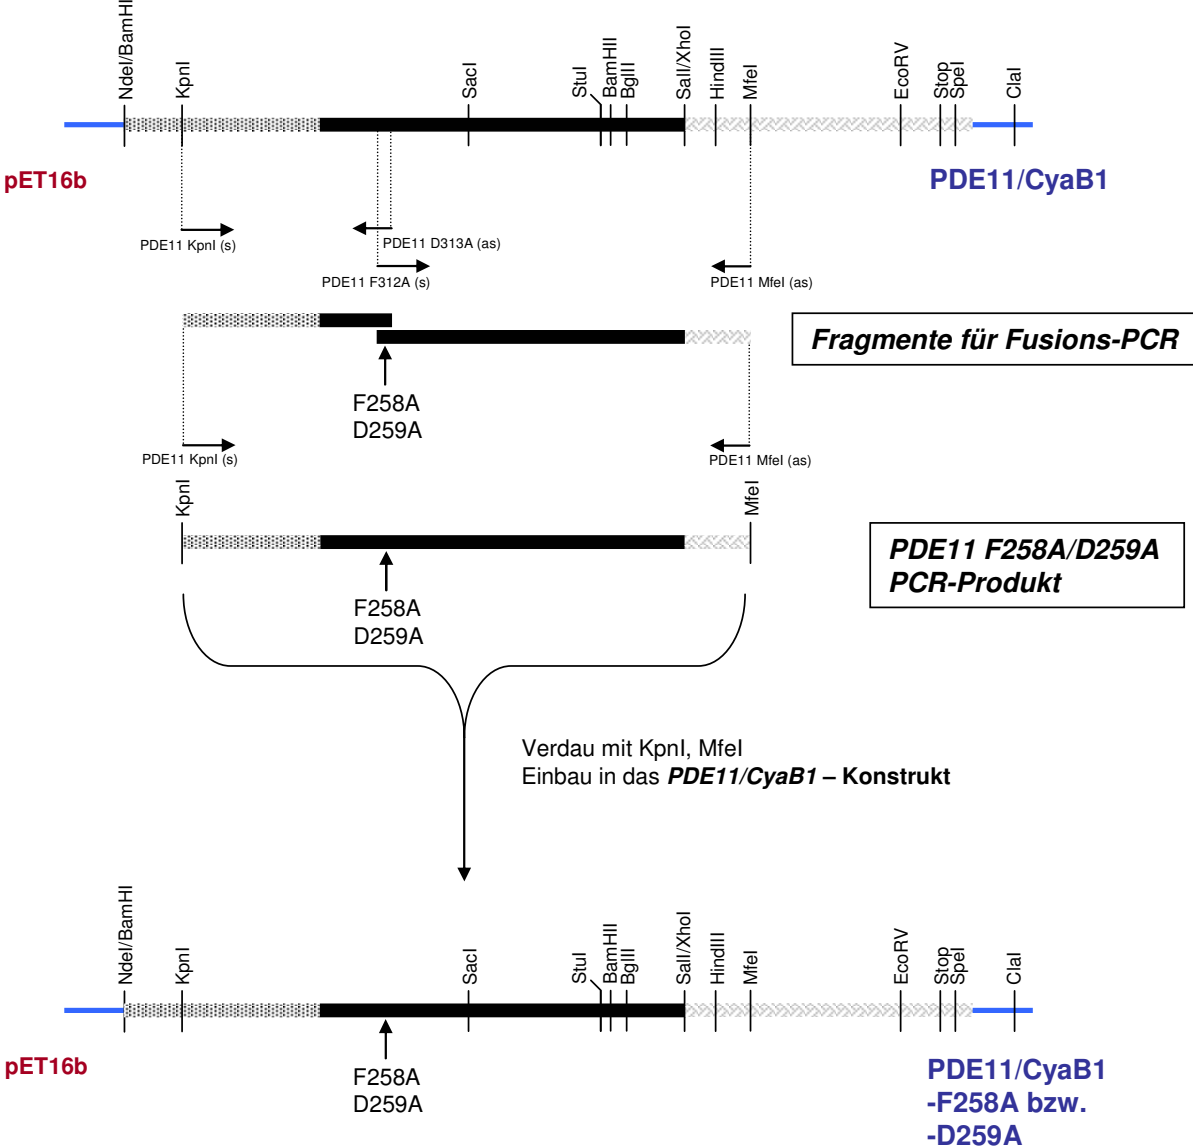 NdeI/BamHI
KpnI
SacI
StuI
BamHII
BglII
SalI/XhoI
HindIII
MfeI
EcoRV
Stop
SpeI
ClaI
pET16b
PDE11/CyaB1
PDE11 KpnI (s)
PDE11 D313A (as)
PDE11 F312A (s)
PDE11 MfeI (as)
Fragmente für Fusions-PCR
F258A
D259A
PDE11 KpnI (s)
PDE11 MfeI (as)
KpnI
MfeI
PDE11 F258A/D259A
PCR-Produkt
F258A
D259A
Verdau mit KpnI, MfeI
Einbau in das PDE11/CyaB1 – Konstrukt
NdeI/BamHI
KpnI
SacI
StuI
BamHII
BglII
SalI/XhoI
HindIII
MfeI
EcoRV
Stop
SpeI
ClaI
pET16b
F258A
D259A
PDE11/CyaB1
-F258A bzw.
-D259A